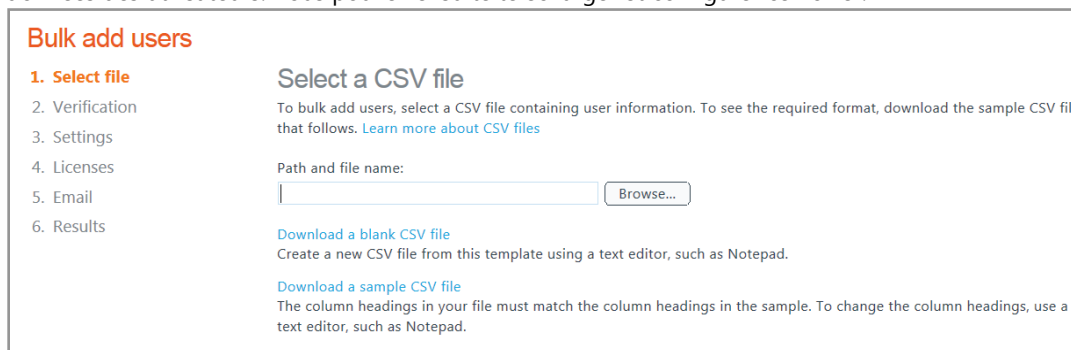 Bulk add users
1. Select file
2. Verification
3. Settings
4. Licenses
5. Email
6. Results
Select a CSV file
To bulk add users, select a CSV file containing user information. To see the required format, download the sample CSV fil
that follows. Learn more about CSV files
Path and file name:
Browse...
Download a blank CSV file
Create a new CSV file from this template using a text editor, such as Notepad.
Download a sample CSV file
The column headings in your file must match the column headings in the sample. To change the column headings, use a
text editor, such as Notepad.